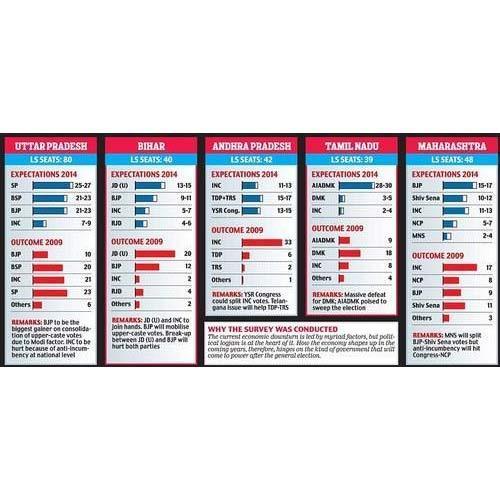 UTTAR PRADESH
LS SEATS: 80
EXPECTATIONS 2014
SP 25-27
BSP 21-23
BJP 21-23
INC 7-9
OUTCOME 2009
BJP 10
BSP 20
INC 21
SP 23
Others 6
REMARKS: BJP to be the
biggest gainer on consolida-
tion of upper-caste votes
due to Modi factor. INC to be
hurt because of anti-incum-
bency at national level
BIHAR
LS SEATS: 40
EXPECTATIONS 2014
JD (U) 13-15
BJP 9-11
INC 5-7
RJD 4-6
OUTCOME 2009
JD (U) 20
BJP 12
INC 2
RJD 4
Others 2
REMARKS: JD (U) and INC to
join hands. BJP will mobilise
upper-caste votes. Break-up
between JD (U) and BJP will
hurt both parties
ANDHRA PRADESH
LS SEATS: 42
EXPECTATIONS 2014
INC 11-13
TDP+TRS 15-17
YSR Cong. 13-15
OUTCOME 2009
INC 33
TDP 6
TRS 2
Others 1
REMARKS: YSR Congress
could split INC votes. Telan-
gana issue will help TDP-TRS
TAMIL NADU
LS SEATS: 39
EXPECTATIONS 2014
AIADMK 28-30
DMK 3-5
INC 2-4
OUTCOME 2009
AIADMK 9
DMK 18
INC 8
Others 4
REMARKS: Massive defeat
for DMK; AIADMK poised to
sweep the election
MAHARASHTRA
LS SEATS: 48
EXPECTATIONS 2014
BJP 15-17
Shiv Sena 10-12
INC 11-13
NCP 5-7
MNS 2-4
OUTCOME 2009
INC 17
NCP 8
BJP 9
Shiv Sena 11
Others 3
REMARKS: MNS will split
BJP-Shiv Sena votes but
anti-incumbency will hit
Congress-NCP
WHY THE SURVEY WAS CONDUCTED
The current economic downturn is led by myriad factors, but polit-
ical logjam is at the heart of it. How the economy shapes up in the
coming years, therefore, hinges on the kind of government that will
come to power after the general election.